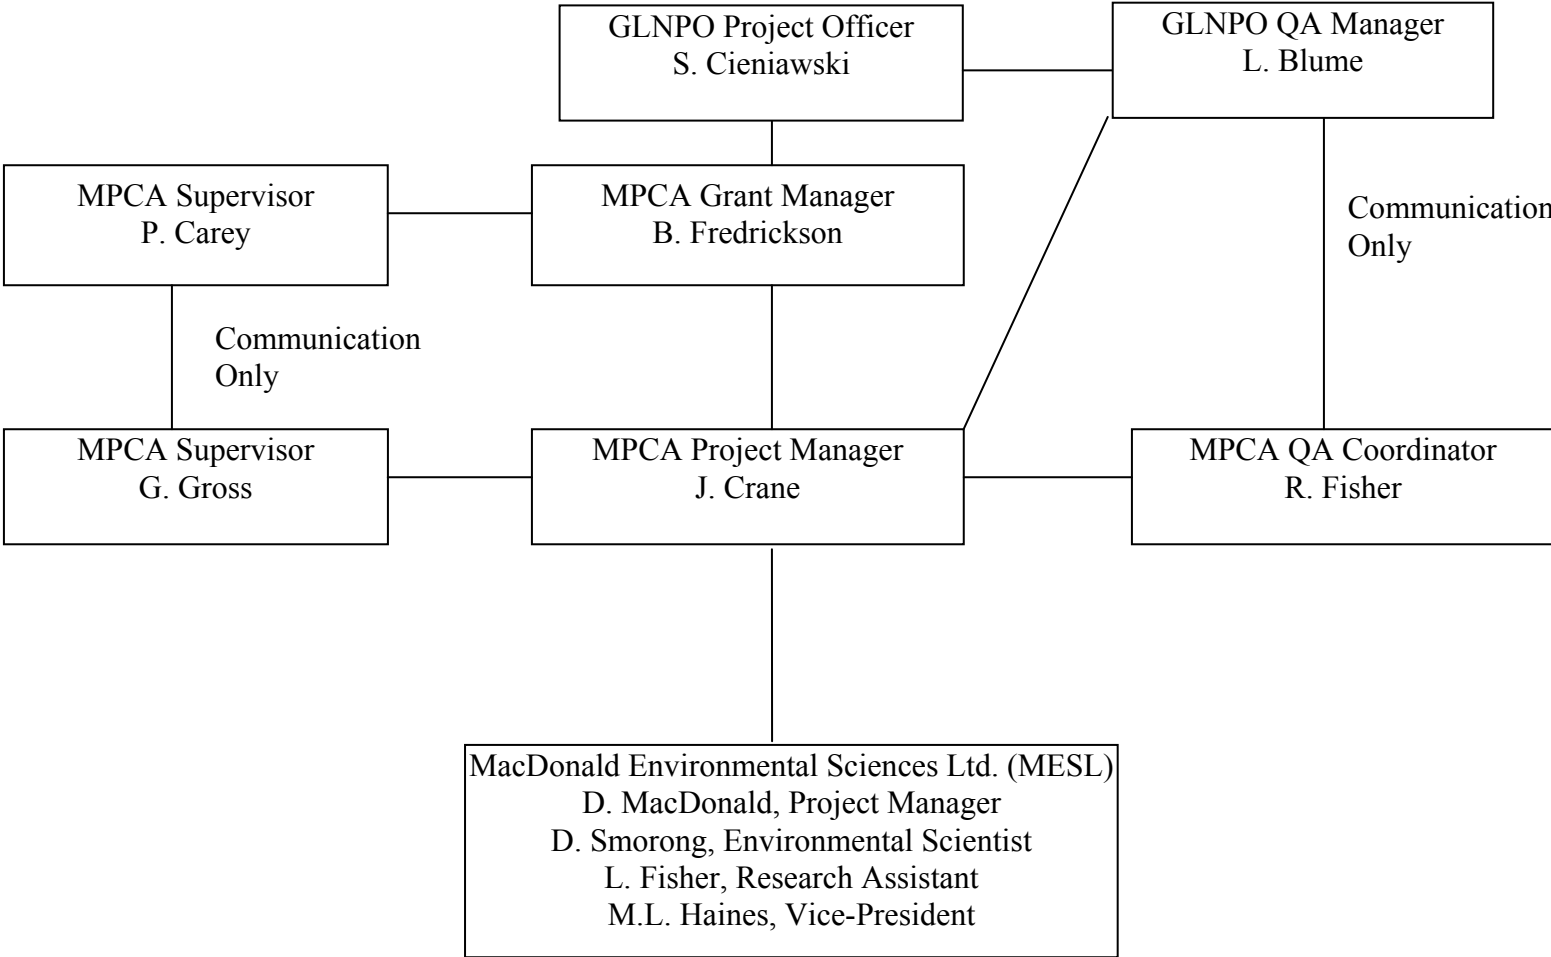 GLNPO Project Officer
S. Cieniawski
GLNPO QA Manager
L. Blume
MPCA Supervisor
P. Carey
MPCA Grant Manager
B. Fredrickson
Communication
Only
Communication
Only
MPCA Supervisor
G. Gross
MPCA Project Manager
J. Crane
MPCA QA Coordinator
R. Fisher
MacDonald Environmental Sciences Ltd. (MESL)
D. MacDonald, Project Manager
D. Smorong, Environmental Scientist
L. Fisher, Research Assistant
M.L. Haines, Vice-President